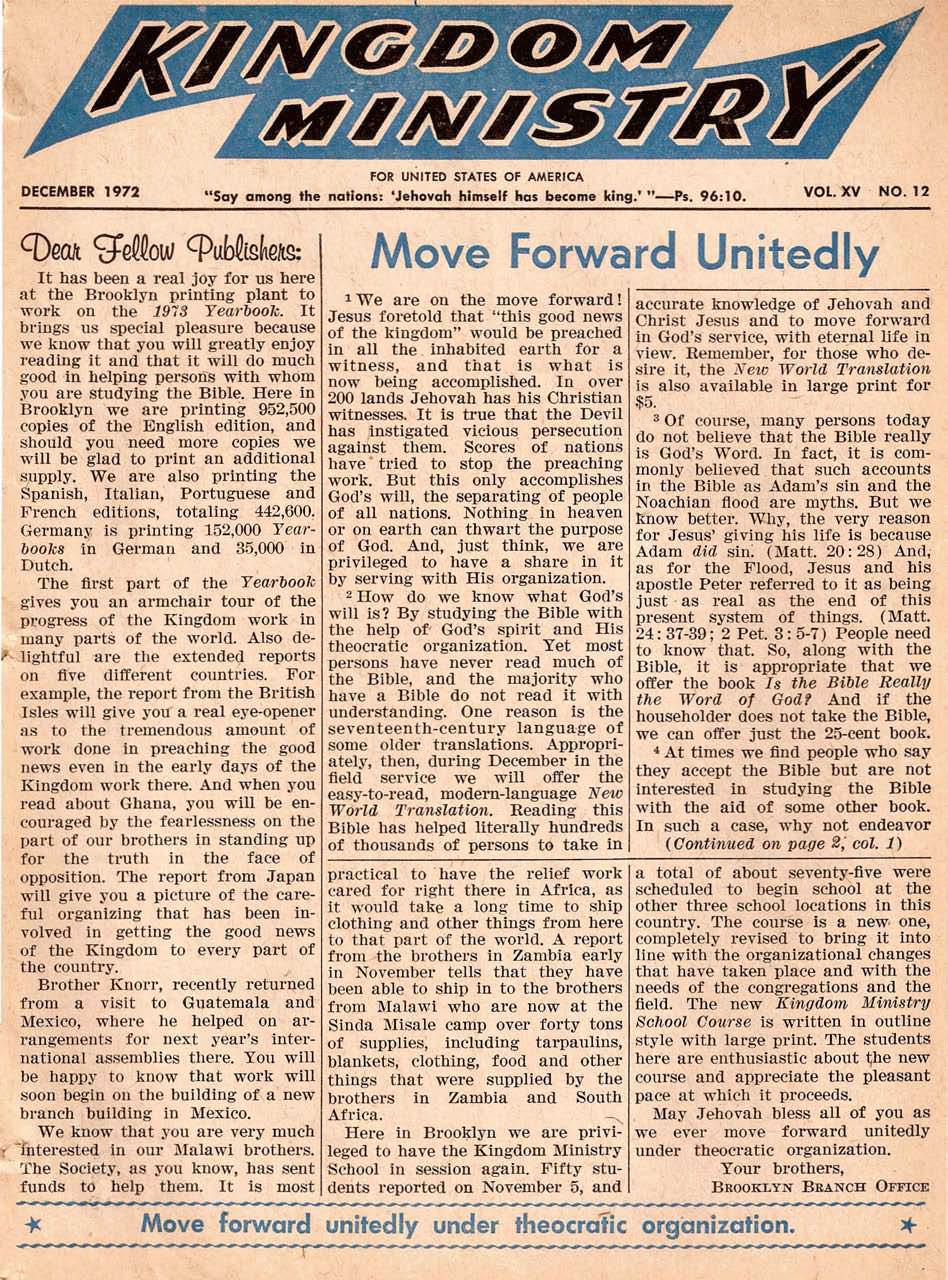 KINGDOM
MINISTRY
FOR UNITED STATES OF AMERICA
DECEMBER 1972
"Say among the nations: 'Jehovah himself has become king.' "—Ps. 96:10.
VOL. XV NO. 12
Dear Fellow Publishers:
It has been a real joy for us here
at the Brooklyn printing plant to
work on the 1973 Yearbook. It
brings us special pleasure because
we know that you will greatly enjoy
reading it and that it will do much
good in helping persons with whom
you are studying the Bible. Here in
Brooklyn we are printing 952,500
copies of the English edition, and
should you need more copies we
will be glad to print an additional
supply. We are also printing the
Spanish, Italian, Portuguese and
French editions, totaling 442,600.
Germany is printing 152,000 Year-
books in German and 35,000 in
Dutch.
The first part of the Yearbook
gives you an armchair tour of the
progress of the Kingdom work in
many parts of the world. Also de-
lightful are the extended reports
on five different countries. For
example, the report from the British
Isles will give you a real eye-opener
as to the tremendous amount of
work done in preaching the good
news even in the early days of the
Kingdom work there. And when you
read about Ghana, you will be en-
couraged by the fearlessness on the
part of our brothers in standing up
for the truth in the face of
opposition. The report from Japan
will give you a picture of the care-
ful organizing that has been in-
volved in getting the good news
of the Kingdom to every part of
the country.
Brother Knorr, recently returned
from a visit to Guatemala and
Mexico, where he helped on ar-
rangements for next year's inter-
national assemblies there. You will
be happy to know that work will
soon begin on the building of a new
branch building in Mexico.
We know that you are very much
interested in our Malawi brothers.
The Society, as you know, has sent
funds to help them. It is most
practical to have the relief work
cared for right there in Africa, as
it would take a long time to ship
clothing and other things from here
to that part of the world. A report
from the brothers in Zambia early
in November tells that they have
been able to ship in to the brothers
from Malawi who are now at the
Sinda Misale camp over forty tons
of supplies, including tarpaulins,
blankets, clothing, food and other
things that were supplied by the
brothers in Zambia and South
Africa.
Here in Brooklyn we are privi-
leged to have the Kingdom Ministry
School in session again. Fifty stu-
dents reported on November 5, and
a total of about seventy-five were
scheduled to begin school at the
other three school locations in this
country. The course is a new one,
completely revised to bring it into
line with the organizational changes
that have taken place and with the
needs of the congregations and the
field. The new Kingdom Ministry
School Course is written in outline
style with large print. The students
here are enthusiastic about the new
course and appreciate the pleasant
pace at which it proceeds.
May Jehovah bless all of you as
we ever move forward unitedly
under theocratic organization.
Your brothers,
BROOKLYN BRANCH OFFICE
Move Forward Unitedly
1 We are on the move forward!
Jesus foretold that "this good news
of the kingdom" would be preached
in all the inhabited earth for a
witness, and that is what is
now being accomplished. In over
200 lands Jehovah has his Christian
witnesses. It is true that the Devil
has instigated vicious persecution
against them. Scores of nations
have tried to stop the preaching
work. But this only accomplishes
God's will, the separating of people
of all nations. Nothing in heaven
or on earth can thwart the purpose
of God. And, just think, we are
privileged to have a share in it
by serving with His organization.
2 How do we know what God's
will is? By studying the Bible with
the help of God's spirit and His
theocratic organization. Yet most
persons have never read much of
the Bible, and the majority who
have a Bible do not read it with
understanding. One reason is the
seventeenth-century language of
some older translations. Appropri-
ately, then, during December in the
field service we will offer the
easy-to-read, modern-language New
World Translation. Reading this
Bible has helped literally hundreds
of thousands of persons to take in
accurate knowledge of Jehovah and
Christ Jesus and to move forward
in God's service, with eternal life in
view. Remember, for those who de-
sire it, the New World Translation
is also available in large print for
$5.
3 Of course, many persons today
do not believe that the Bible really
is God's Word. In fact, it is com-
monly believed that such accounts
in the Bible as Adam's sin and the
Noachian flood are myths. But we
know better. Why, the very reason
for Jesus' giving his life is because
Adam did sin. (Matt. 20:28) And,
as for the Flood, Jesus and his
apostle Peter referred to it as being
just as real as the end of this
present system of things. (Matt.
24:37-39; 2 Pet. 3:5-7) People need
to know that. So, along with the
Bible, it is appropriate that we
offer the book Is the Bible Really
the Word of God? And if the
householder does not take the Bible,
we can offer just the 25-cent book.
4 At times we find people who say
they accept the Bible but are not
interested in studying the Bible
with the aid of some other book.
In such a case, why not endeavor
(Continued on page 2, col. 1)
Move forward unitedly under theocratic organization.